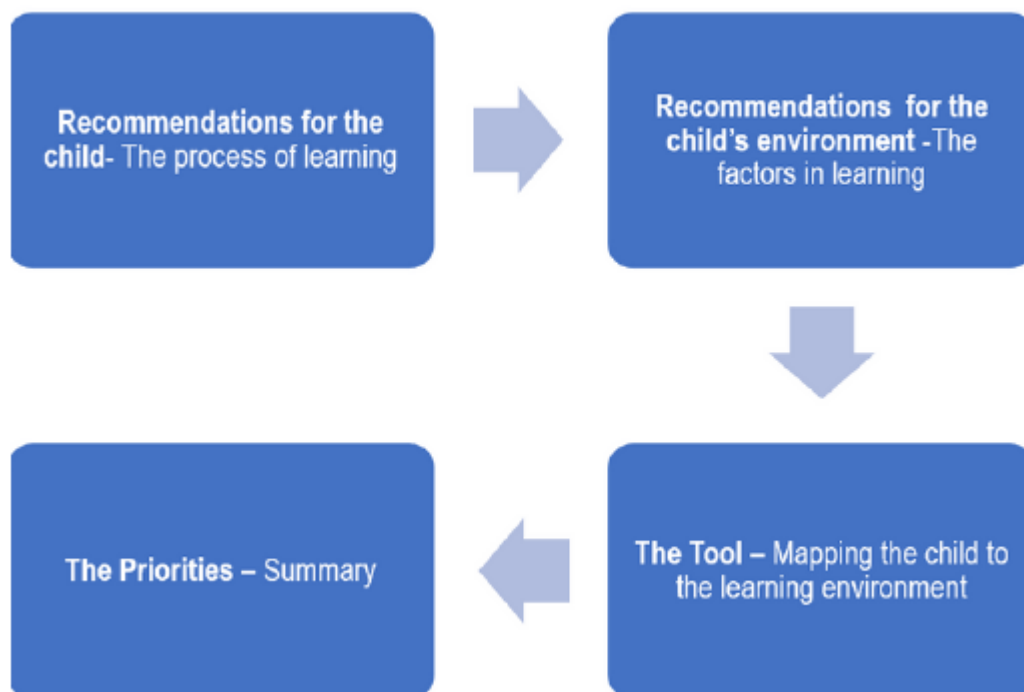 Recommendations for the
child- The process of learning
Recommendations for the
child's environment -The
factors in learning
The Tool – Mapping the child to
the learning environment
The Priorities – Summary